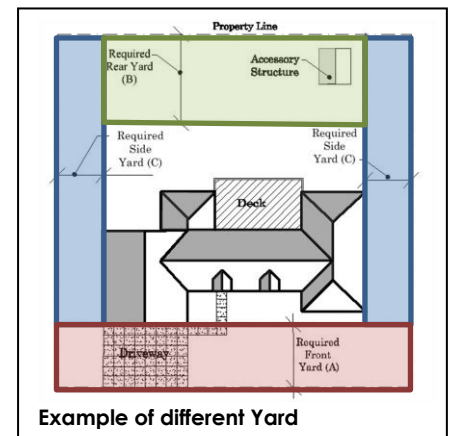 Property Line
Required
Rear Yard
(B)
Accessory
Structure
Required
Side
Yard (C)
Required
Side
Yard (C)
Deck
Driveway
Required
Front
Yard (A)
Example of different Yard